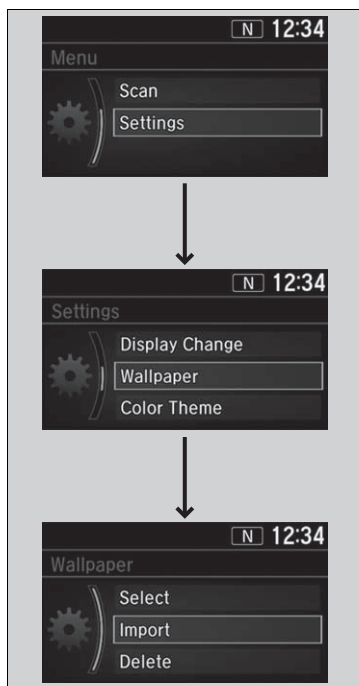 N 12:34
Menu
Scan
Settings
N 12:34
Settings
Display Change
Wallpaper
Color Theme
N 12:34
Wallpaper
Select
Import
Delete